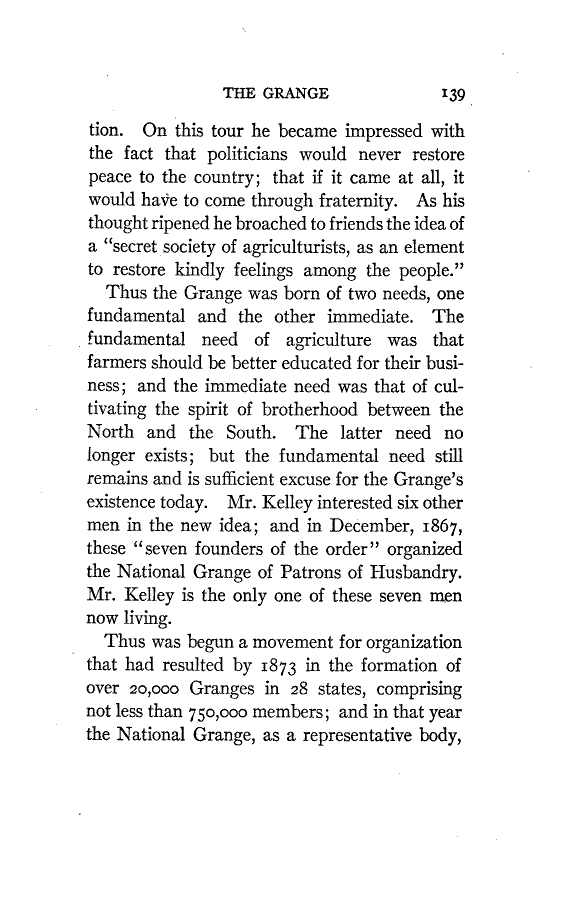 THE GRANGE 139
tion. On this tour he became impressed with
the fact that politicians would never restore
peace to the country; that if it came at all, it
would have to come through fraternity. As his
thought ripened he broached to friends the idea of
a “secret society of agriculturists, as an element
to restore kindly feelings among the people.”
Thus the Grange was born of two needs, one
fundamental and the other immediate. The
fundamental need of agriculture was that
farmers should be better educated for their busi-
ness; and the immediate need was that of cul-
tivating the spirit of brotherhood between the
North and the South. The latter need no
longer exists; but the fundamental need still
remains and is sufficient excuse for the Grange’s
existence today. Mr. Kelley interested six other
men in the new idea; and in December, 1867,
these “seven founders of the order” organized
the National Grange of Patrons of Husbandry.
Mr. Kelley is the only one of these seven men
now living.
Thus was begun a movement for organization
that had resulted by 1873 in the formation of
over 20,000 Granges in 28 states, comprising
not less than 750,000 members; and in that year
the National Grange, as a representative body,